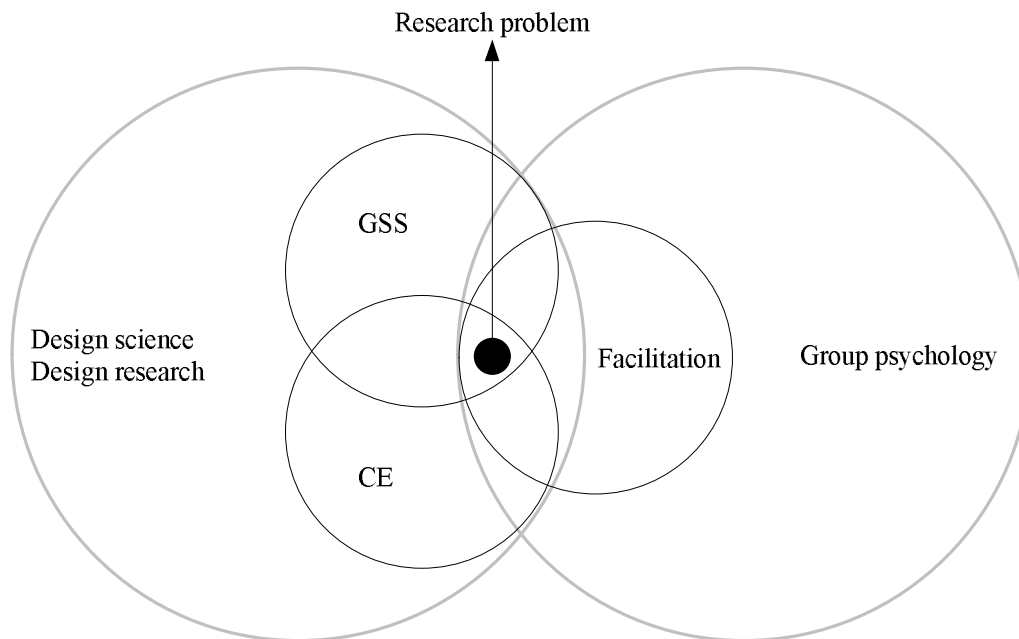 Research problem
GSS
Design science
Design research
Facilitation
Group psychology
CE